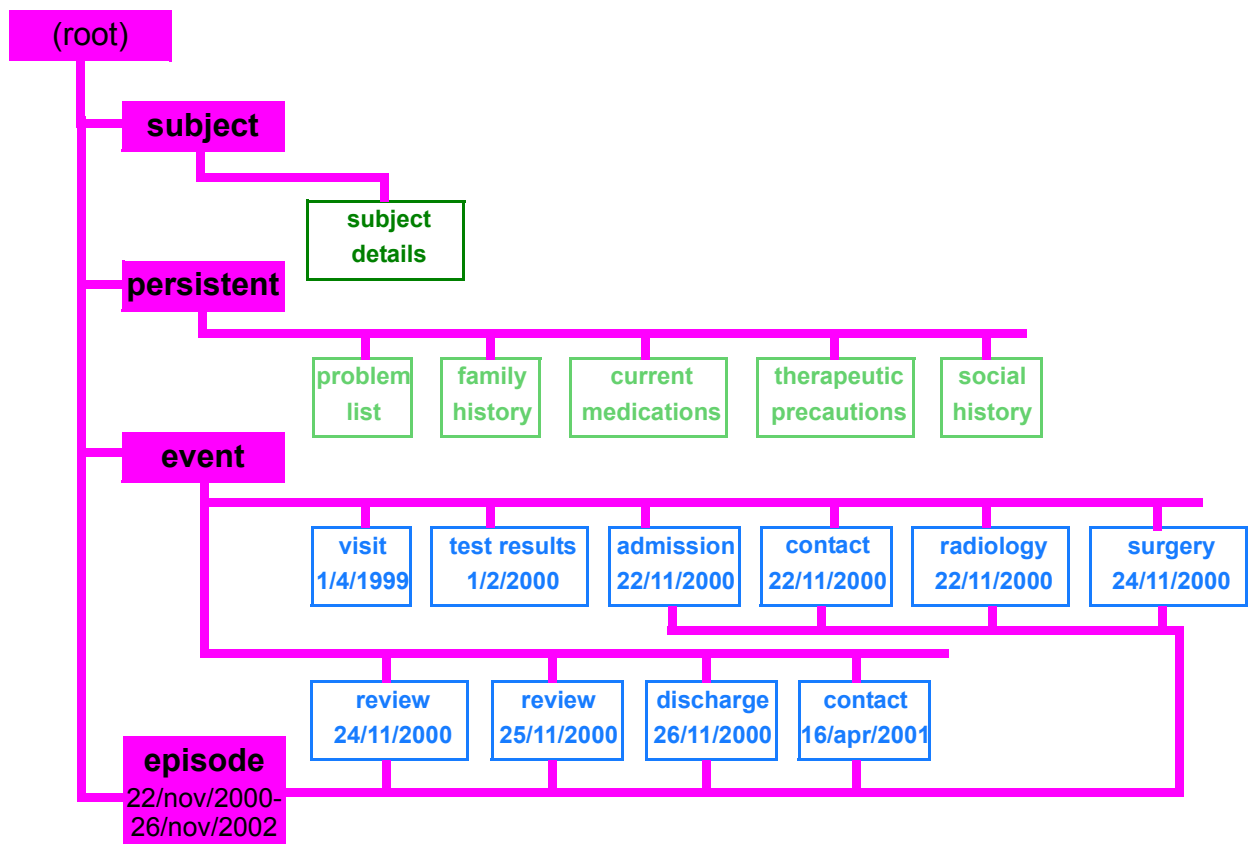 (root)
subject
subject
details
persistent
problem
list
family
history
current
medications
therapeutic
precautions
social
history
event
visit
1/4/1999
test results
1/2/2000
admission
22/11/2000
contact
22/11/2000
radiology
22/11/2000
surgery
24/11/2000
review
24/11/2000
review
25/11/2000
discharge
26/11/2000
contact
16/apr/2001
episode
22/nov/2000-
26/nov/2002